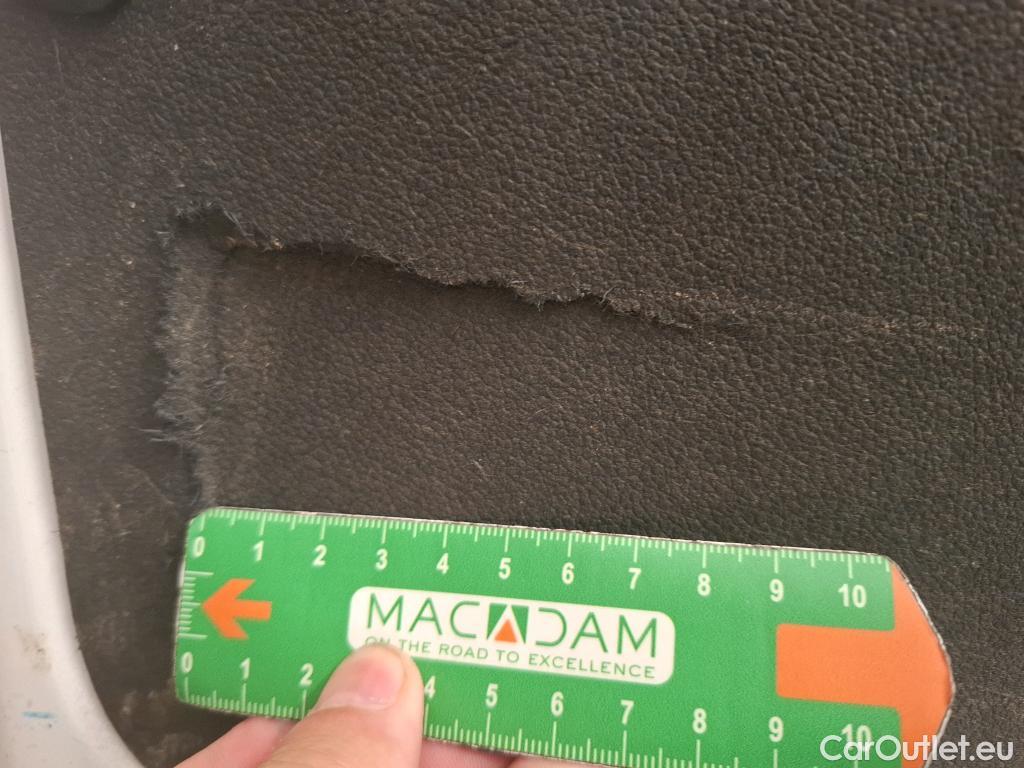 0 1 2 3 4 5 6 7 8 9 10
MACADAM
ON THE ROAD TO EXCELLENCE
0 1 2 4 5 6 7 8 9 10
CarOutlet.eu